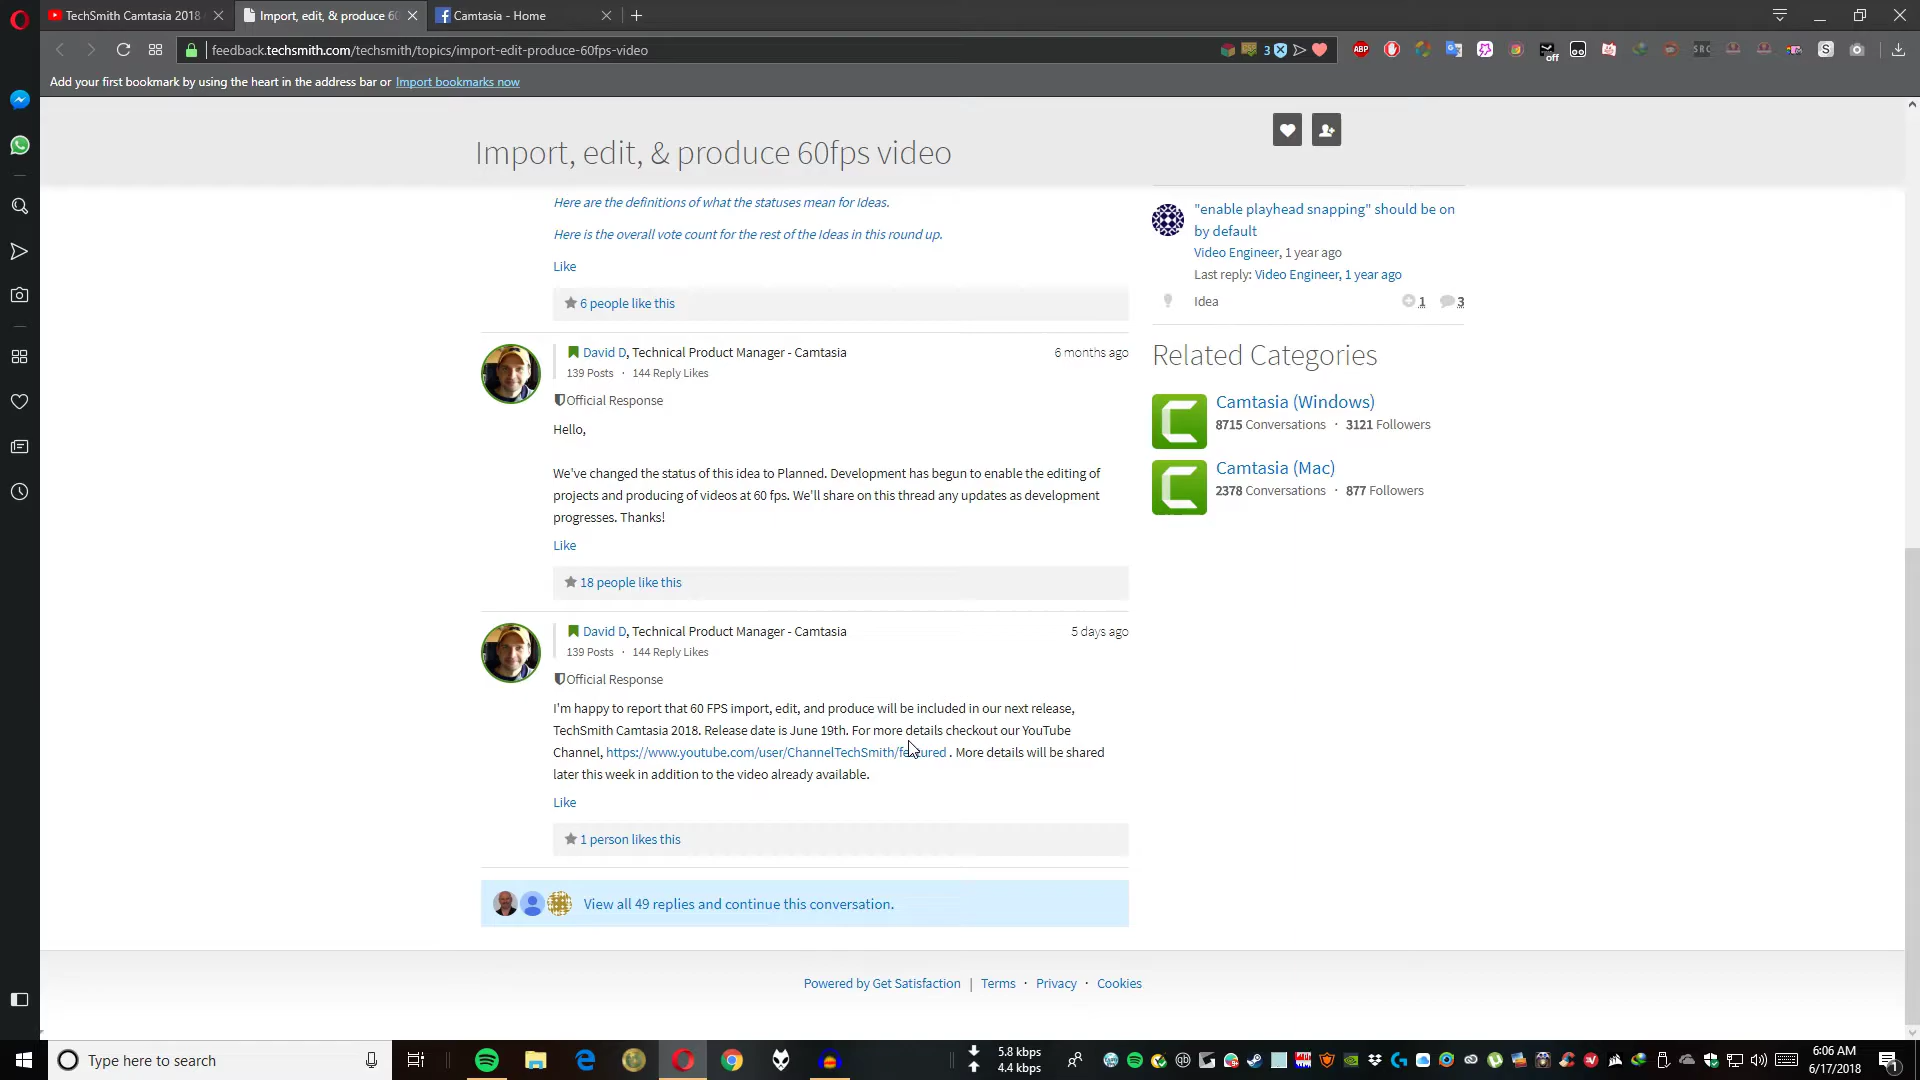 TechSmith Camtasia 2018
Import, edit, & produce 60
Camtasia - Home
feedback.techsmith.com/techsmith/topics/import-edit-produce-60fps-video
3
ABP
off
SRC
S
Add your first bookmark by using the heart in the address bar or Import bookmarks now
Import, edit, & produce 60fps video
Here are the definitions of what the statuses mean for Ideas.
Here is the overall vote count for the rest of the Ideas in this round up.
Like
6 people like this
David D, Technical Product Manager - Camtasia
6 months ago
139 Posts · 144 Reply Likes
Official Response
Hello,
We've changed the status of this idea to Planned. Development has begun to enable the editing of
projects and producing of videos at 60 fps. We'll share on this thread any updates as development
progresses. Thanks!
Like
18 people like this
David D, Technical Product Manager - Camtasia
5 days ago
139 Posts · 144 Reply Likes
Official Response
I'm happy to report that 60 FPS import, edit, and produce will be included in our next release,
TechSmith Camtasia 2018. Release date is June 19th. For more details checkout our YouTube
Channel, https://www.youtube.com/user/ChannelTechSmith/featured . More details will be shared
later this week in addition to the video already available.
Like
1 person likes this
View all 49 replies and continue this conversation.
"enable playhead snapping" should be on
by default
Video Engineer, 1 year ago
Last reply: Video Engineer, 1 year ago
Idea
1
3
Related Categories
Camtasia (Windows)
8715 Conversations · 3121 Followers
Camtasia (Mac)
2378 Conversations · 877 Followers
Powered by Get Satisfaction | Terms · Privacy · Cookies
Type here to search
5.8 kbps
4.4 kbps
6:06 AM
6/17/2018
1